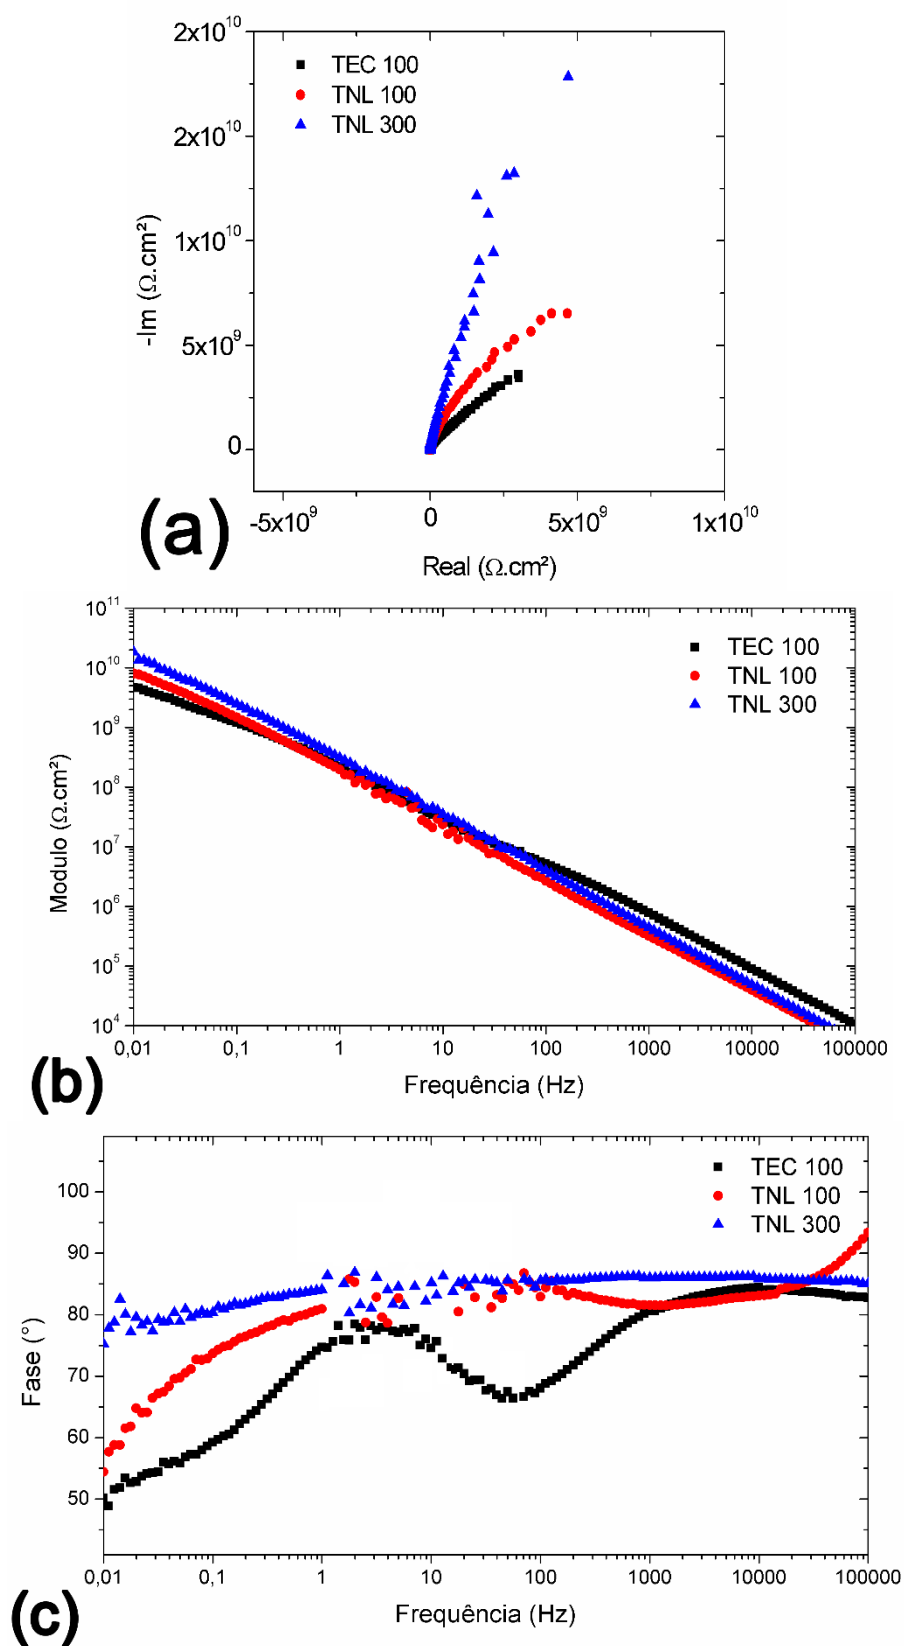 2x10¹⁰
TEC 100
TNL 100
TNL 300
2x10¹⁰
1x10¹⁰
5x10⁹
0
-Im (Ω.cm²)
-5x10⁹ 0 5x10⁹ 1x10¹⁰
Real (Ω.cm²)
(a)
10¹¹
10¹⁰
10⁹
10⁸
10⁷
10⁶
10⁵
10⁴
Modulo (Ω.cm²)
TEC 100
TNL 100
TNL 300
0,01 0,1 1 10 100 1000 10000 100000
Frequência (Hz)
(b)
100
90
80
70
60
50
Fase (°)
TEC 100
TNL 100
TNL 300
0,01 0,1 1 10 100 1000 10000 100000
Frequência (Hz)
(c)